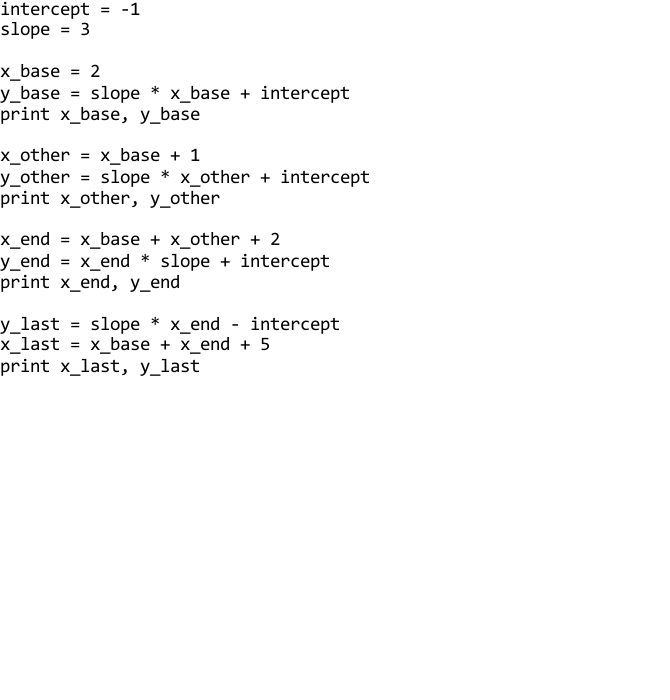 intercept = -1
slope = 3
x_base = 2
y_base = slope * x_base + intercept
print x_base, y_base
x_other = x_base + 1
y_other = slope * x_other + intercept
print x_other, y_other
x_end = x_base + x_other + 2
y_end = x_end * slope + intercept
print x_end, y_end
y_last = slope * x_end - intercept
x_last = x_base + x_end + 5
print x_last, y_last